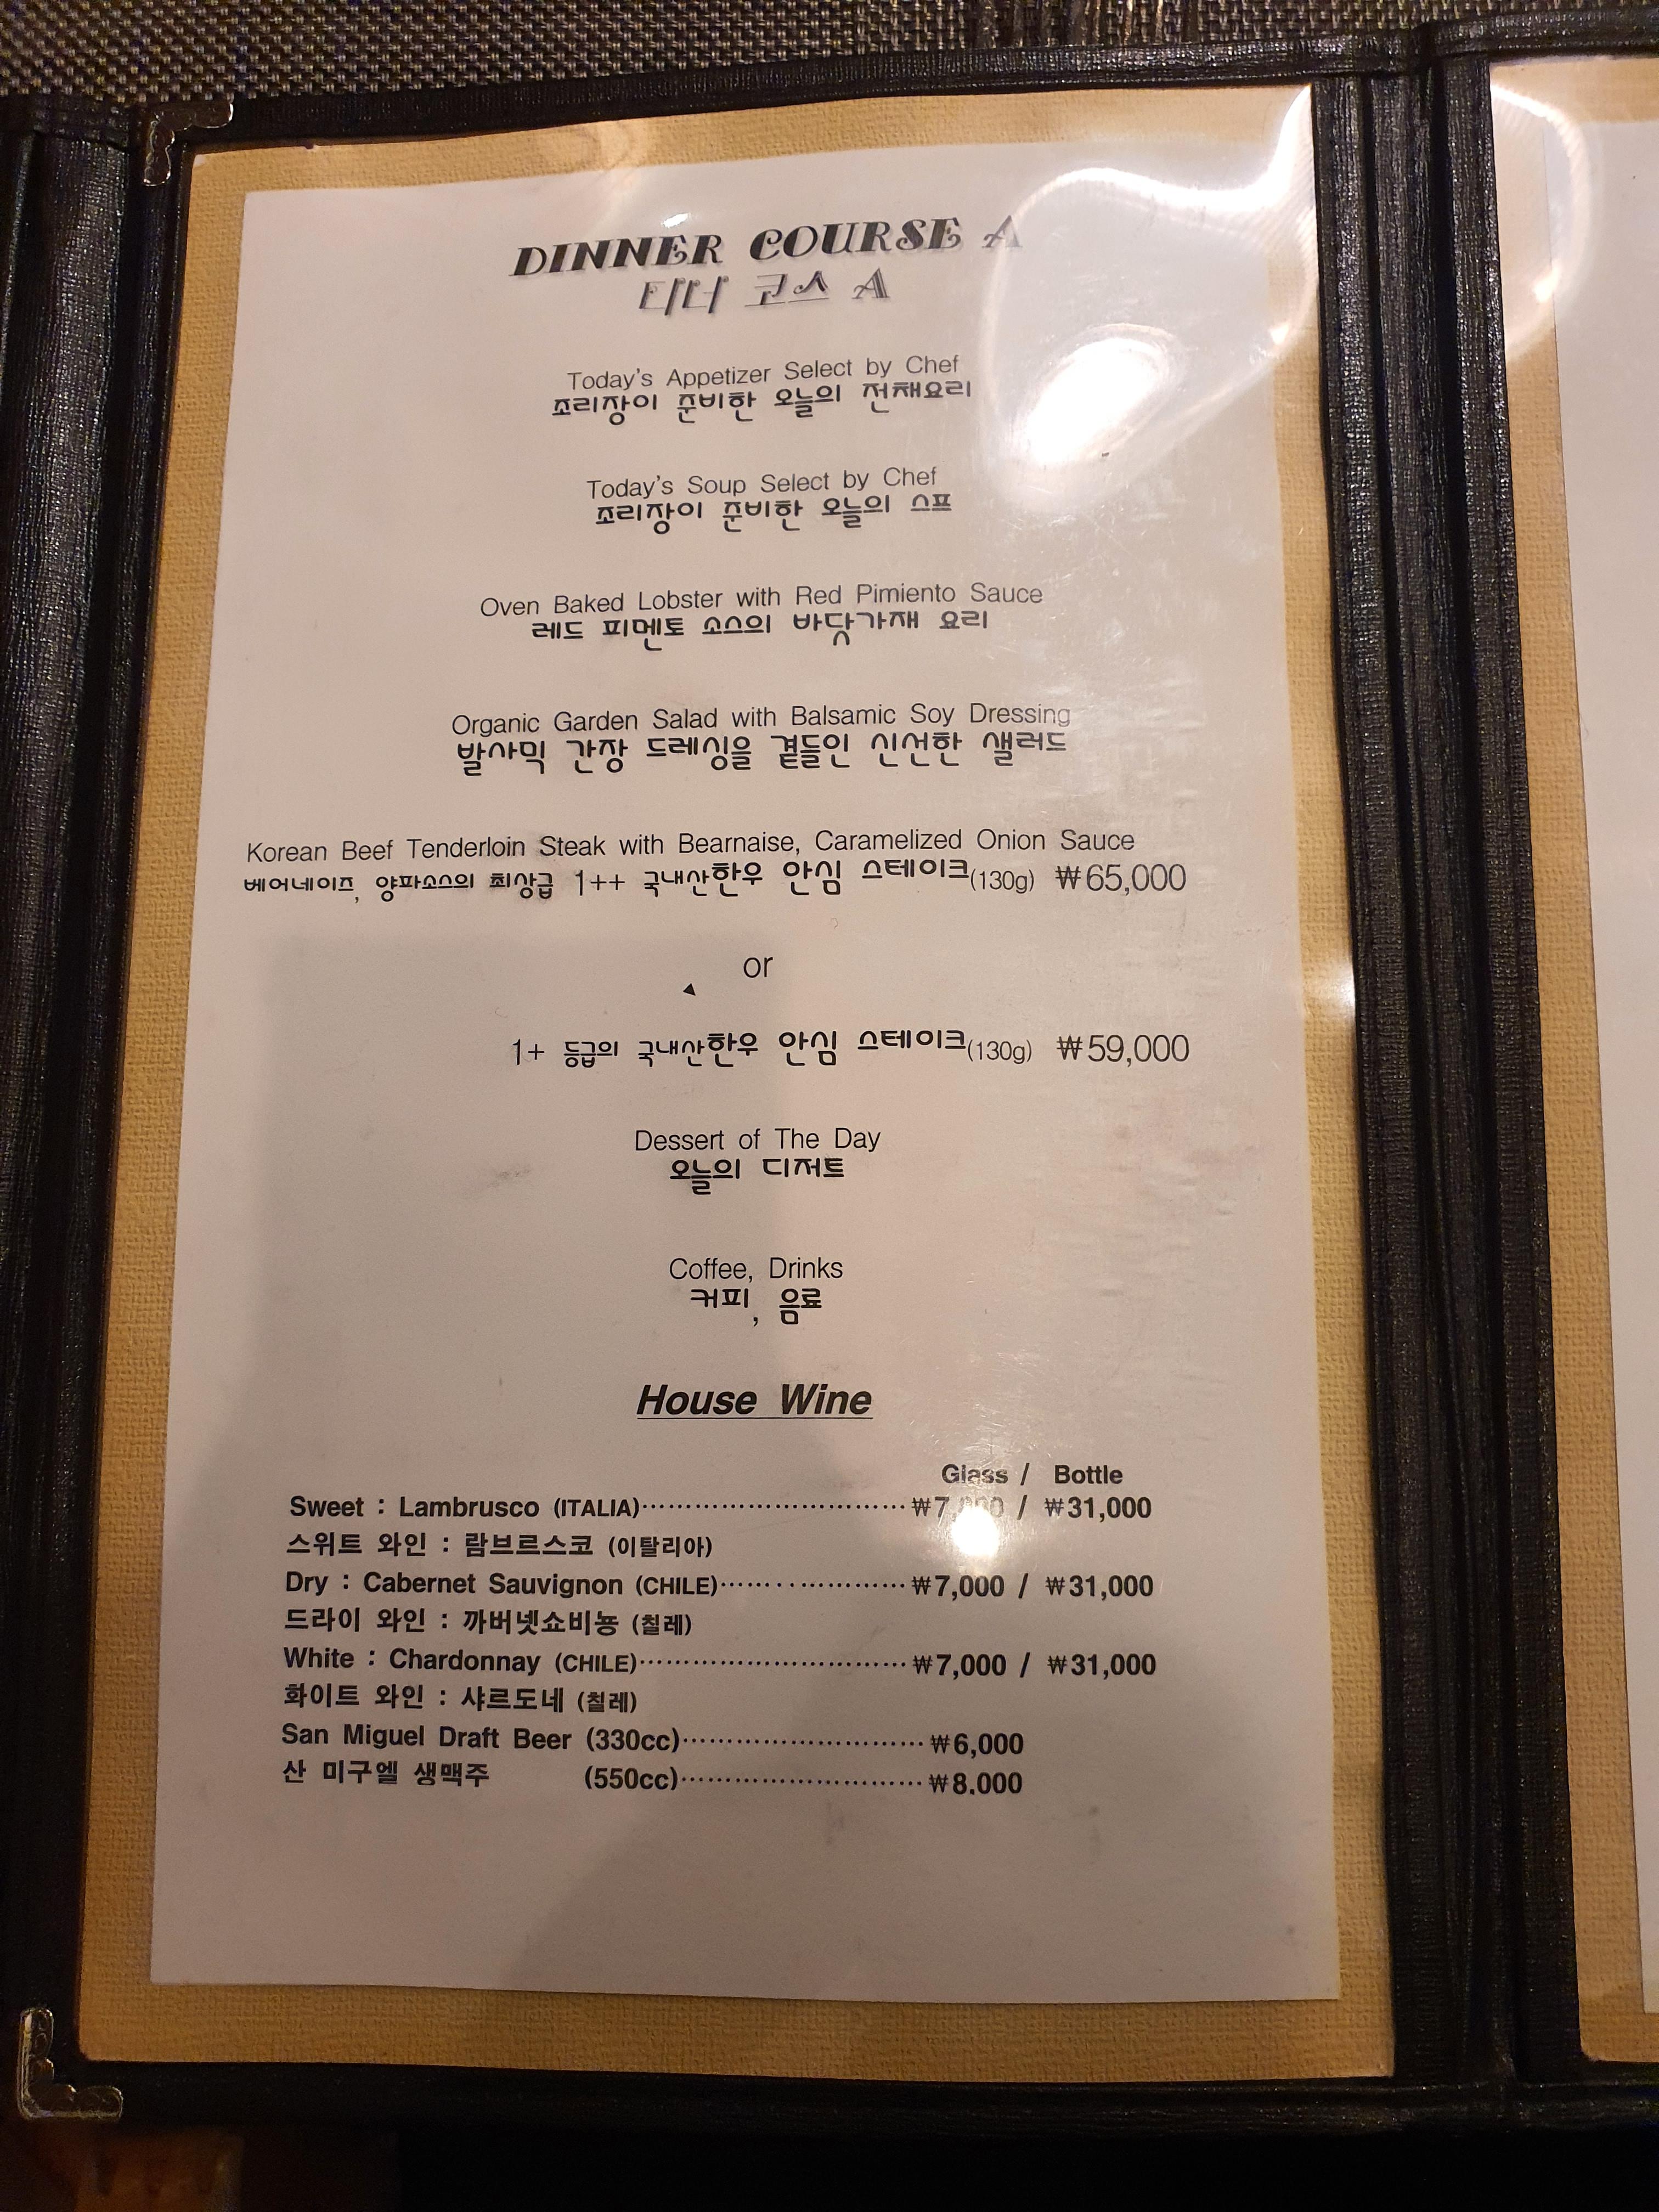 DINNER COURSE A
디너 코스 A
Today's Appetizer Select by Chef
조리장이 준비한 오늘의 전채요리
Today's Soup Select by Chef
조리장이 준비한 오늘의 스프
Oven Baked Lobster with Red Pimiento Sauce
레드 피멘토 소스의 바닷가재 요리
Organic Garden Salad with Balsamic Soy Dressing
발사믹 간장 드레싱을 곁들인 신선한 샐러드
Korean Beef Tenderloin Steak with Bearnaise, Caramelized Onion Sauce
베어네이즈, 양파소스의 최상급 1++ 국내산한우 안심 스테이크(130g) ₩65,000
or
1+ 등급의 국내산한우 안심 스테이크(130g) ₩59,000
Dessert of The Day
오늘의 디저트
Coffee, Drinks
커피, 음료
House Wine
Glass / Bottle
Sweet : Lambrusco (ITALIA)······························₩7,000 / ₩31,000
스위트 와인 : 람브르스코 (이탈리아)
Dry : Cabernet Sauvignon (CHILE)·····················₩7,000 / ₩31,000
드라이 와인 : 까버넷쇼비뇽 (칠레)
White : Chardonnay (CHILE)······························₩7,000 / ₩31,000
화이트 와인 : 샤르도네 (칠레)
San Miguel Draft Beer (330cc)···························₩6,000
산 미구엘 생맥주 (550cc)···························₩8.000